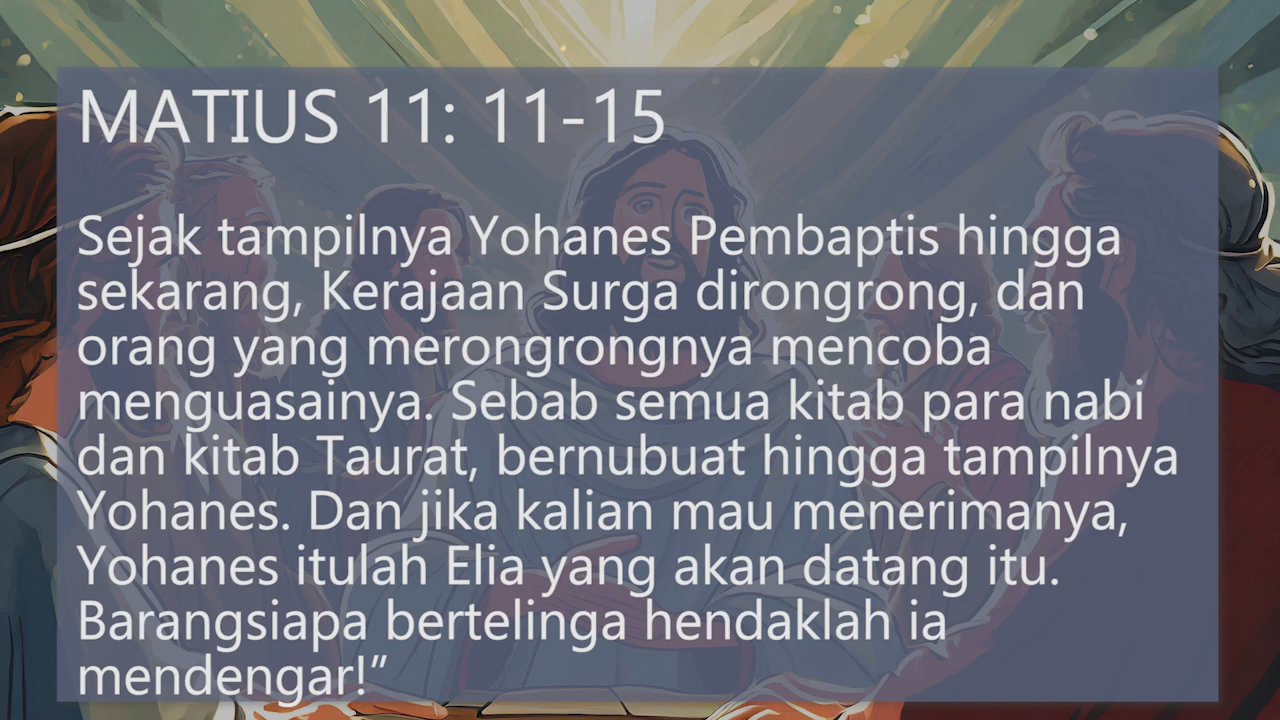 MATIUS 11: 11-15
Sejak tampilnya Yohanes Pembaptis hingga
sekarang, Kerajaan Surga dirongrong, dan
orang yang merongrongnya mencoba
menguasainya. Sebab semua kitab para nabi
dan kitab Taurat, bernubuat hingga tampilnya
Yohanes. Dan jika kalian mau menerimanya,
Yohanes itulah Elia yang akan datang itu.
Barangsiapa bertelinga hendaklah ia
mendengar!”